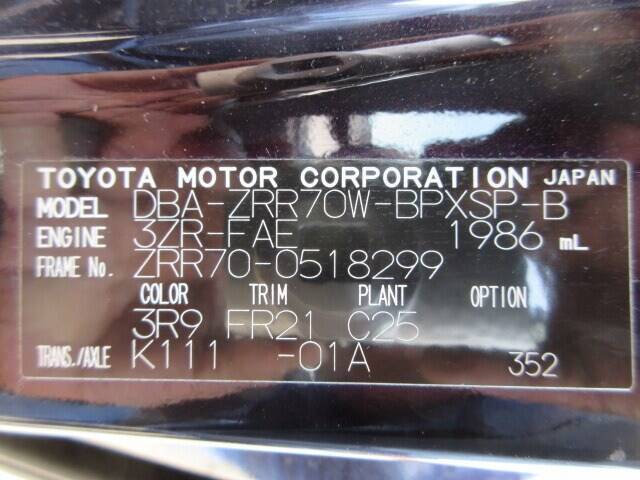 TOYOTA MOTOR CORPORATION JAPAN
MODEL DBA-ZRR70W-BPXSP-B
ENGINE 3ZR-FAE 1986 mL
FRAME No. ZRR70-0518299
COLOR TRIM PLANT OPTION
3R9 FR21 C25
TRANS./AXLE K111 -01A 352